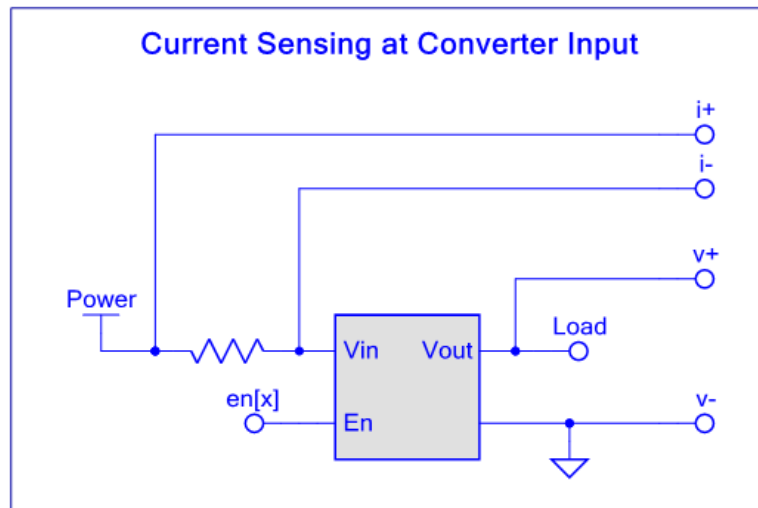 Current Sensing at Converter Input
i+
i-
v+
Power
Load
Vin
Vout
en[x]
En
v-